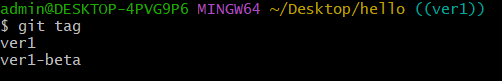 admin@DESKTOP-4PVG9P6 MINGW64 ~/Desktop/hello ((ver1))
$ git tag
ver1
ver1-beta